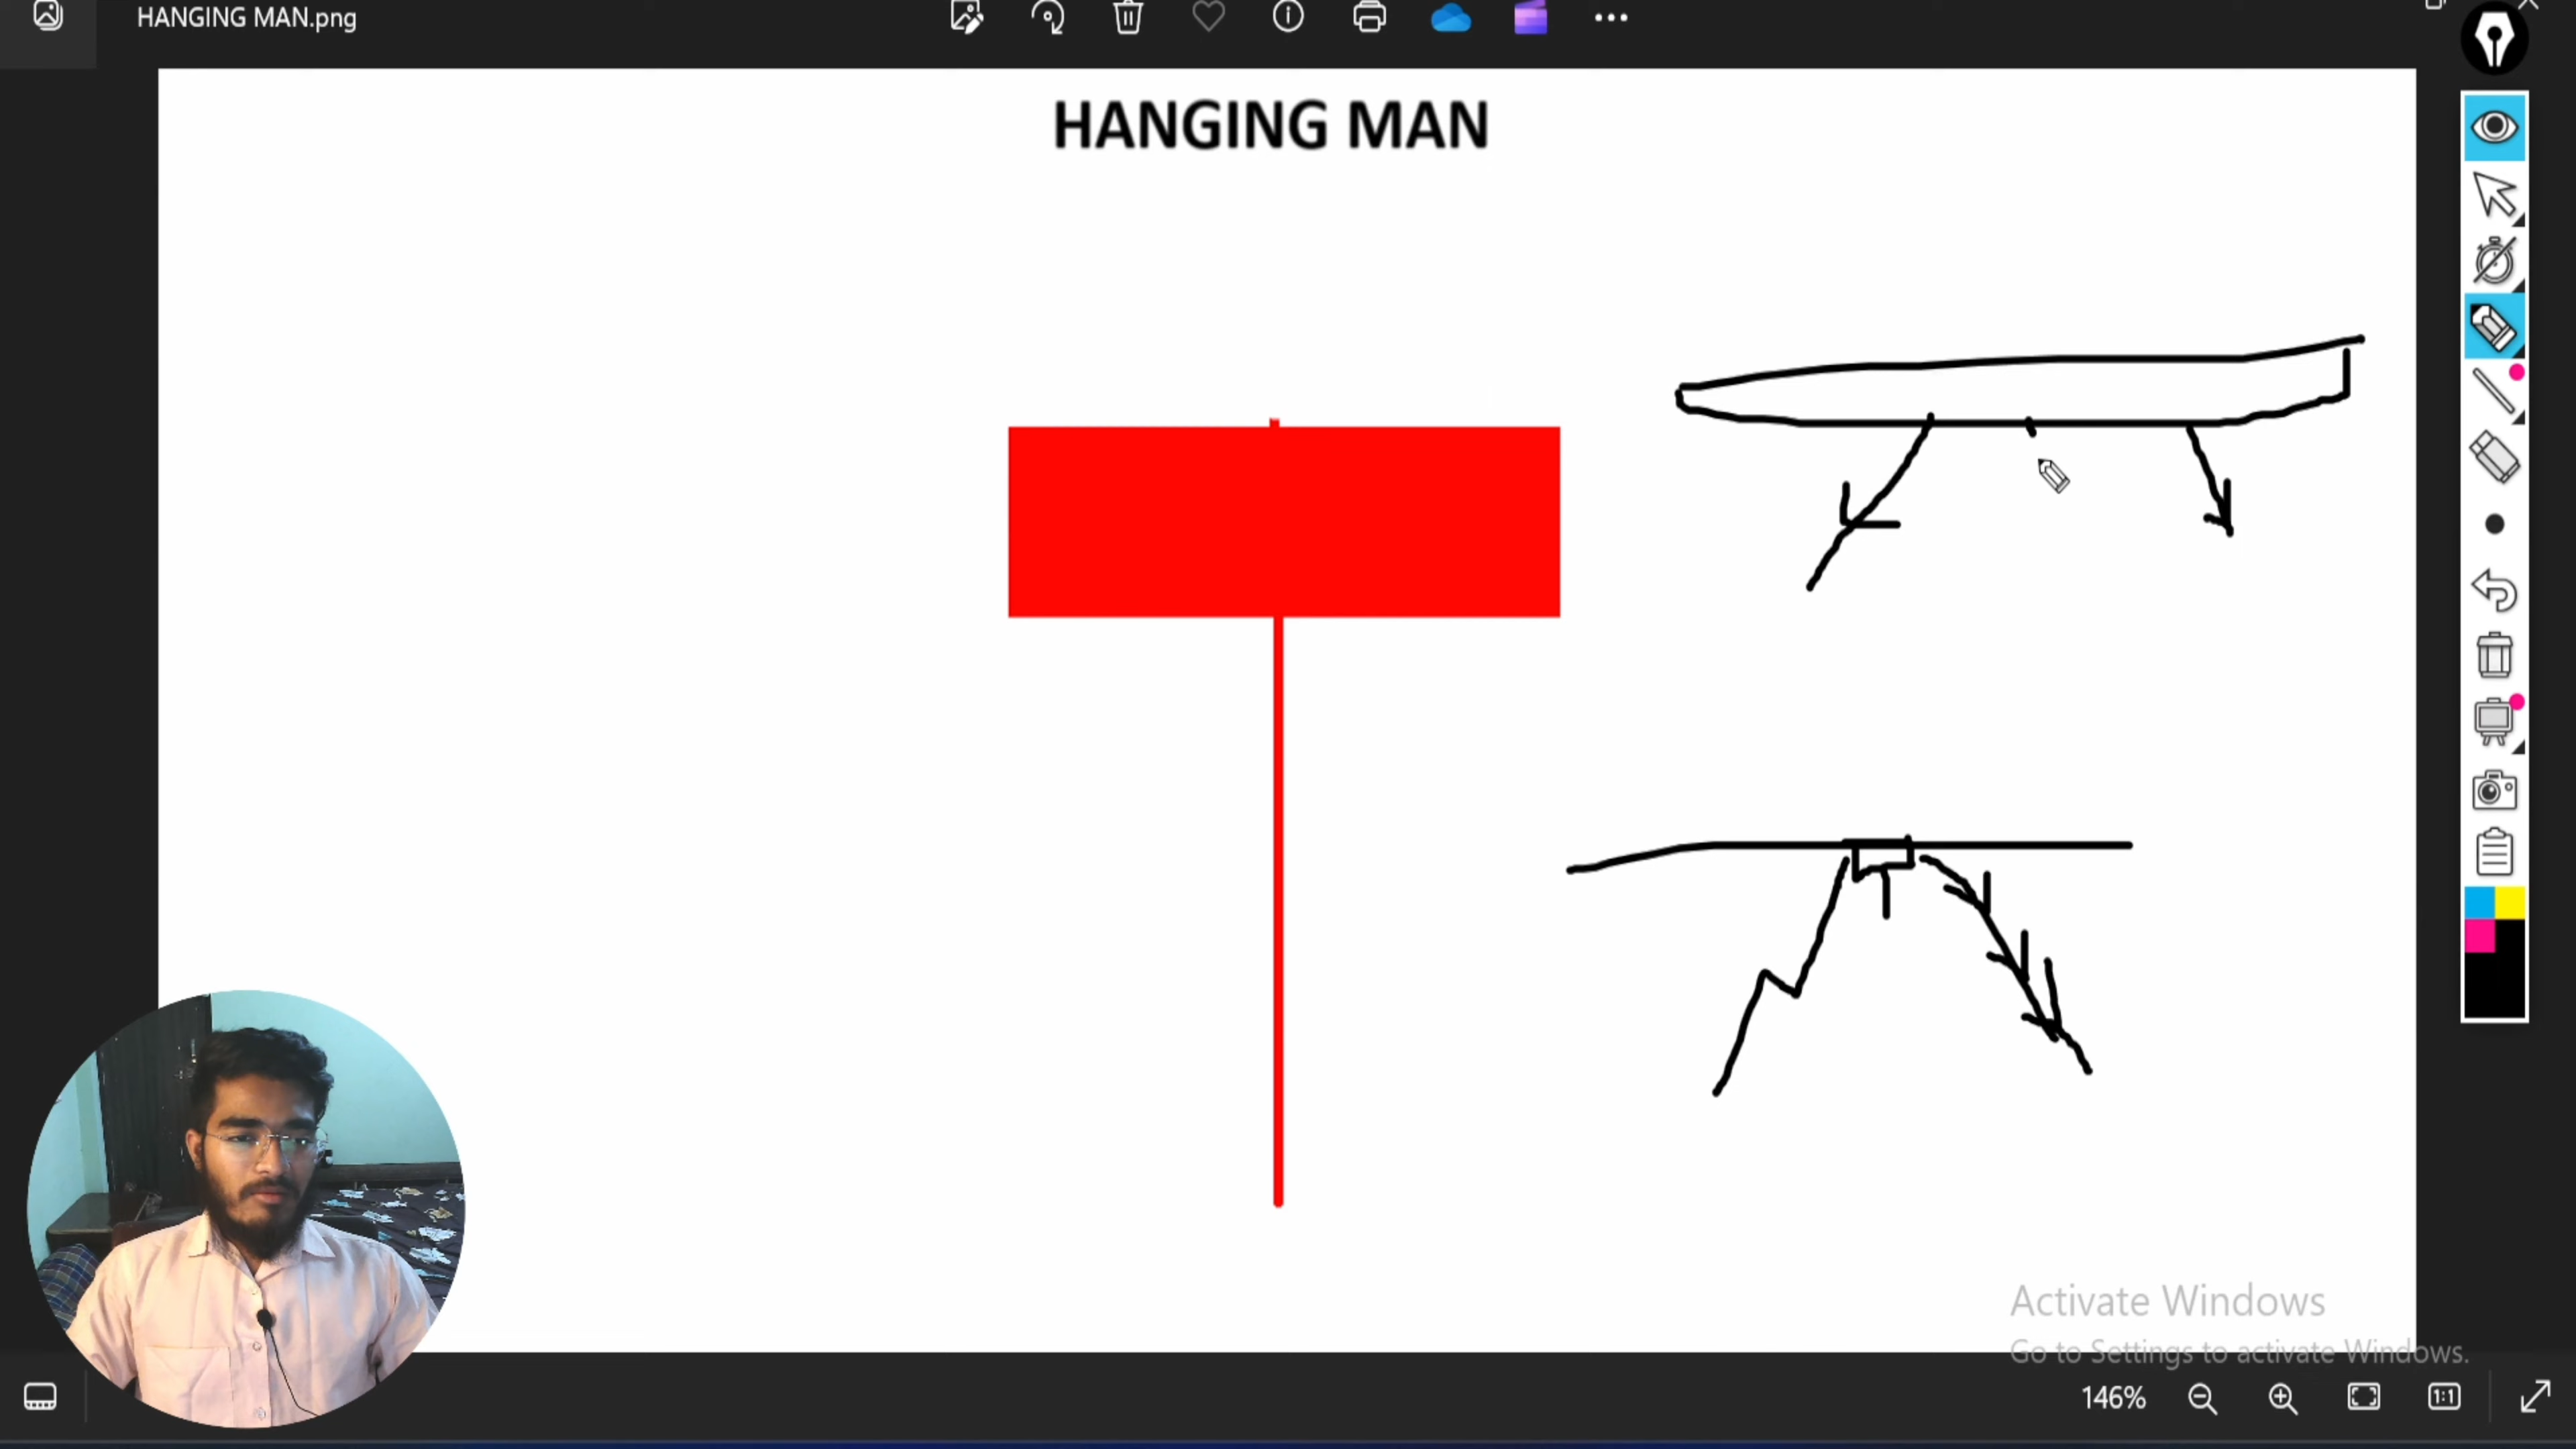 HANGING MAN.png
HANGING MAN
Activate Windows
Go to Settings to activate Windows.
146%
1:1